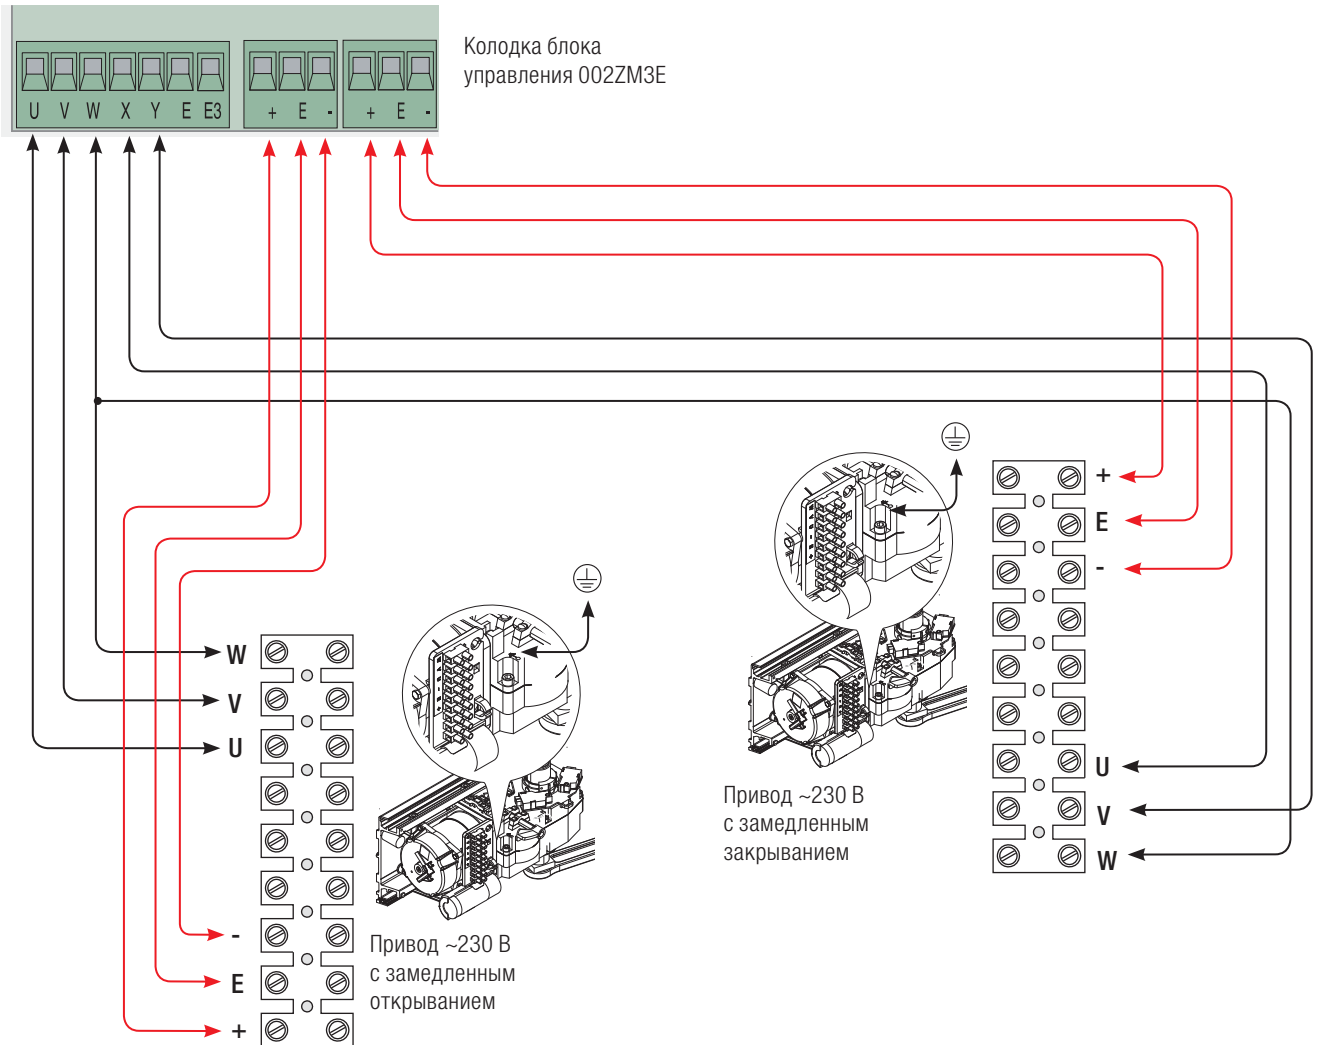 Колодка блока
управления 002ZM3E
U V W X Y E E3 + E - + E -
+
E
-
W
V
U
U
V
W
Привод ~230 В
с замедленным
закрыванием
Привод ~230 В
с замедленным
открыванием
-
E
+